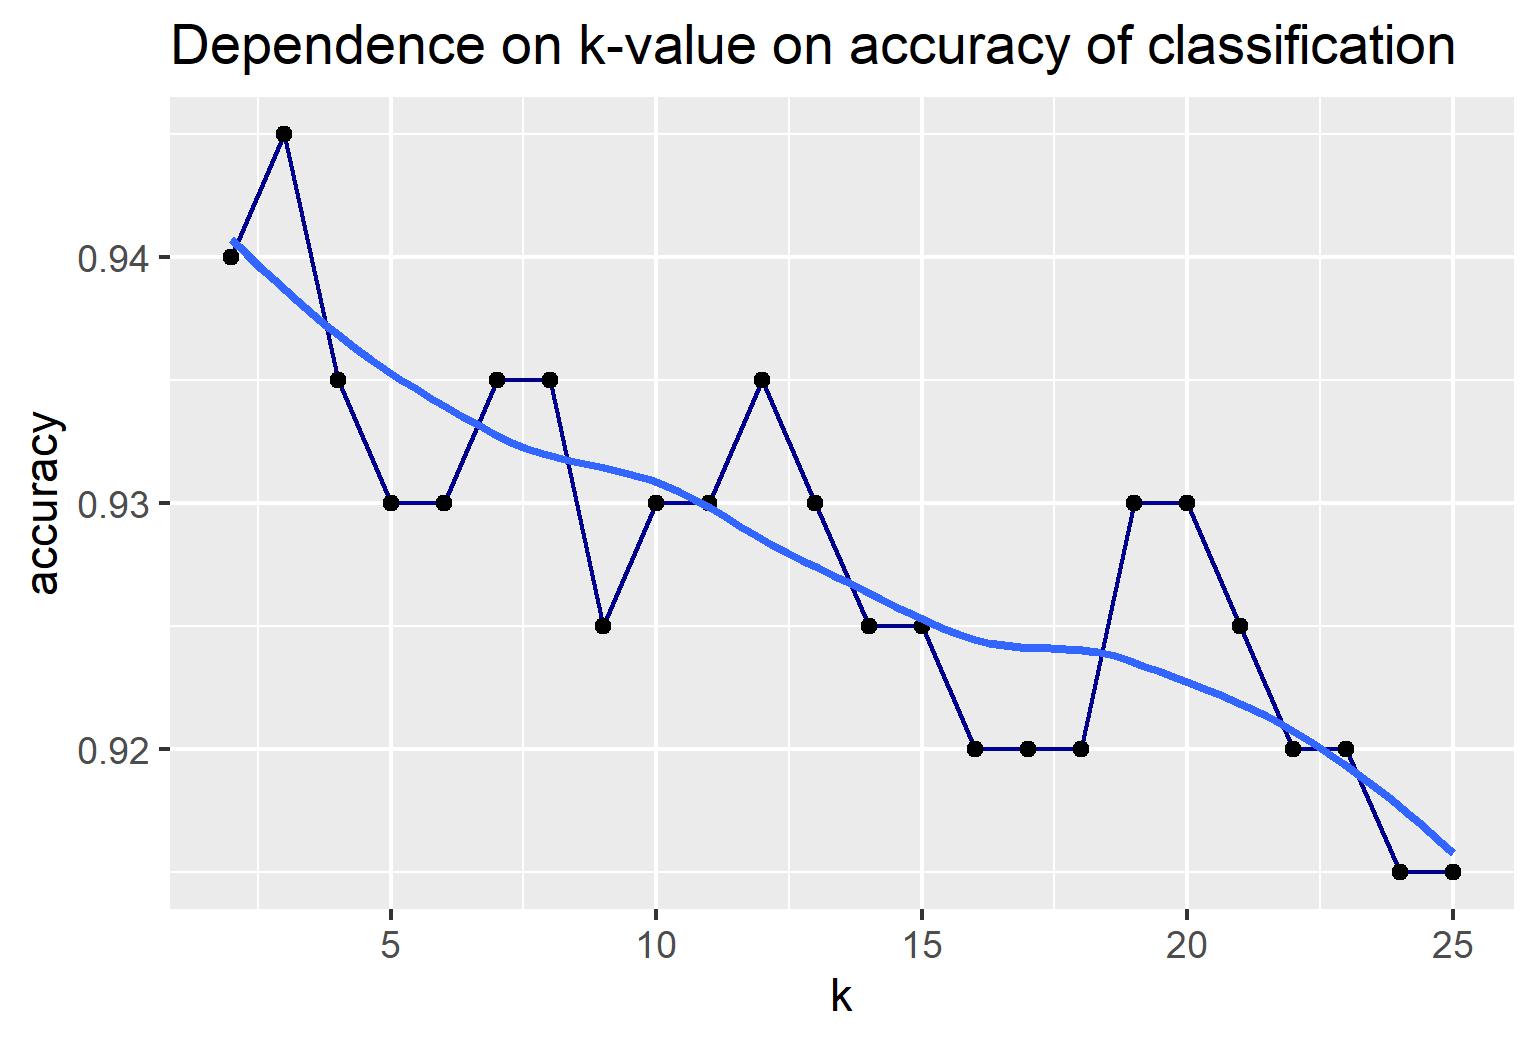 Dependence on k-value on accuracy of classification
accuracy
0.94
0.93
0.92
5 10 15 20 25
k